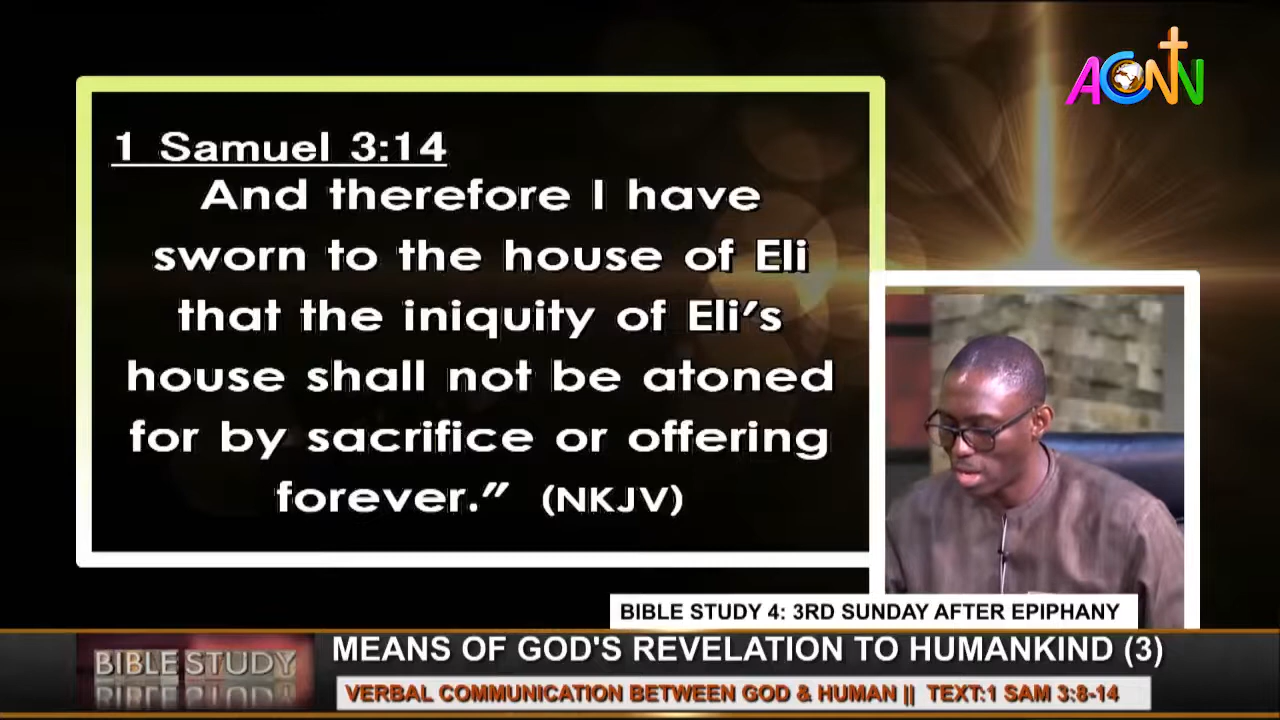 ACNN
1 Samuel 3:14
And therefore I have
sworn to the house of Eli
that the iniquity of Eli’s
house shall not be atoned
for by sacrifice or offering
forever.” (NKJV)
BIBLE STUDY 4: 3RD SUNDAY AFTER EPIPHANY
BIBLE STUDY
MEANS OF GOD'S REVELATION TO HUMANKIND (3)
VERBAL COMMUNICATION BETWEEN GOD & HUMAN || TEXT:1 SAM 3:8-14